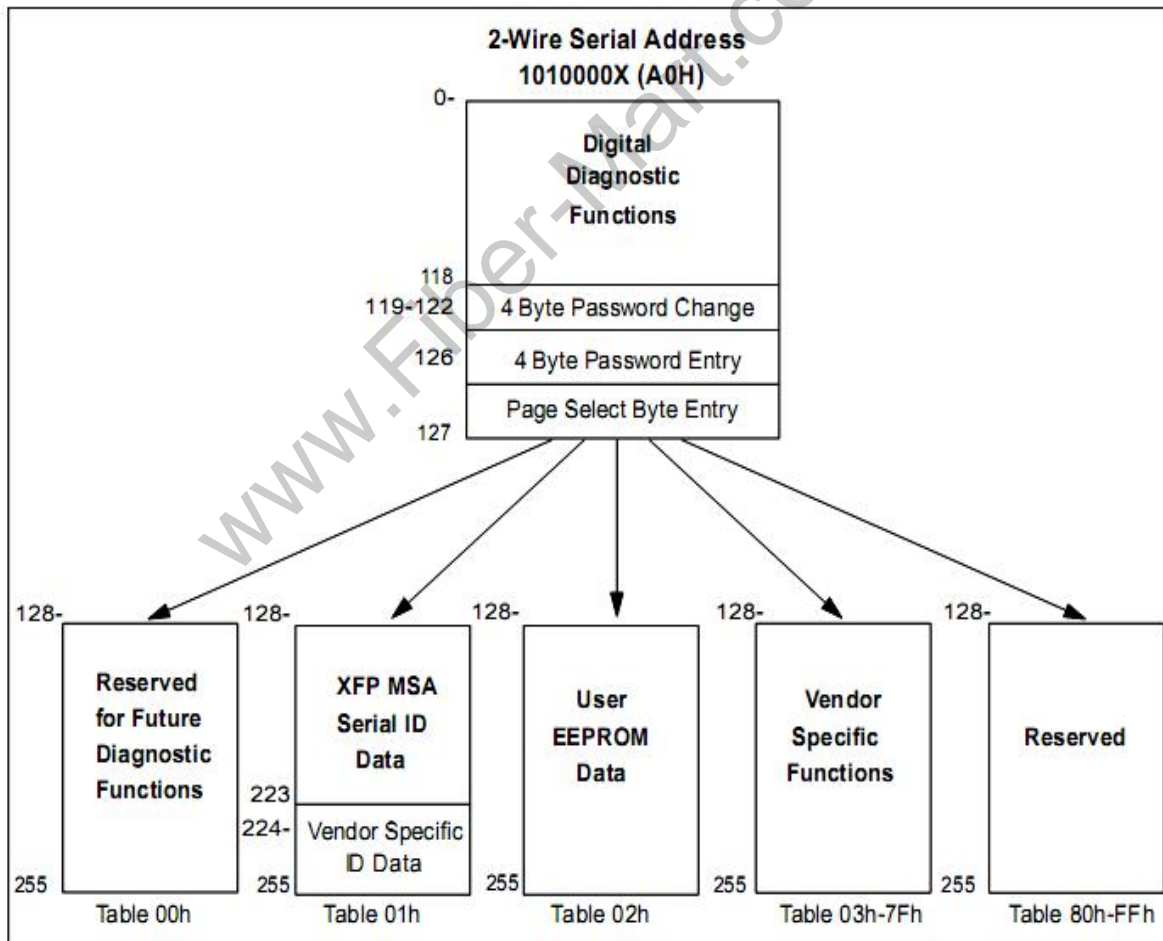 2-Wire Serial Address
1010000X (A0H)
0-
Digital
Diagnostic
Functions
118
119-122
4 Byte Password Change
126
4 Byte Password Entry
Page Select Byte Entry
127
128-
Reserved
for Future
Diagnostic
Functions
255
Table 00h
128-
XFP MSA
Serial ID
Data
223
224-
Vendor Specific
ID Data
255
Table 01h
128-
User
EEPROM
Data
255
Table 02h
128-
Vendor
Specific
Functions
255
Table 03h-7Fh
128-
Reserved
255
Table 80h-FFh
www.Fiber-Mart.co